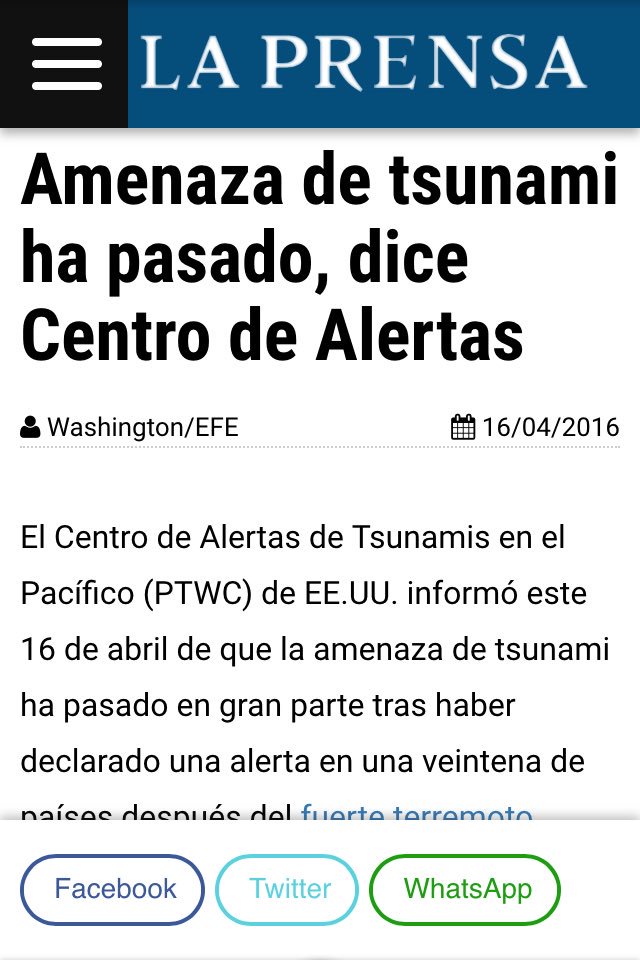 LA PRENSA
Amenaza de tsunami
ha pasado, dice
Centro de Alertas
Washington/EFE 16/04/2016
El Centro de Alertas de Tsunamis en el
Pacífico (PTWC) de EE.UU. informó este
16 de abril de que la amenaza de tsunami
ha pasado en gran parte tras haber
declarado una alerta en una veintena de
países después del fuerte terremoto
Facebook Twitter WhatsApp